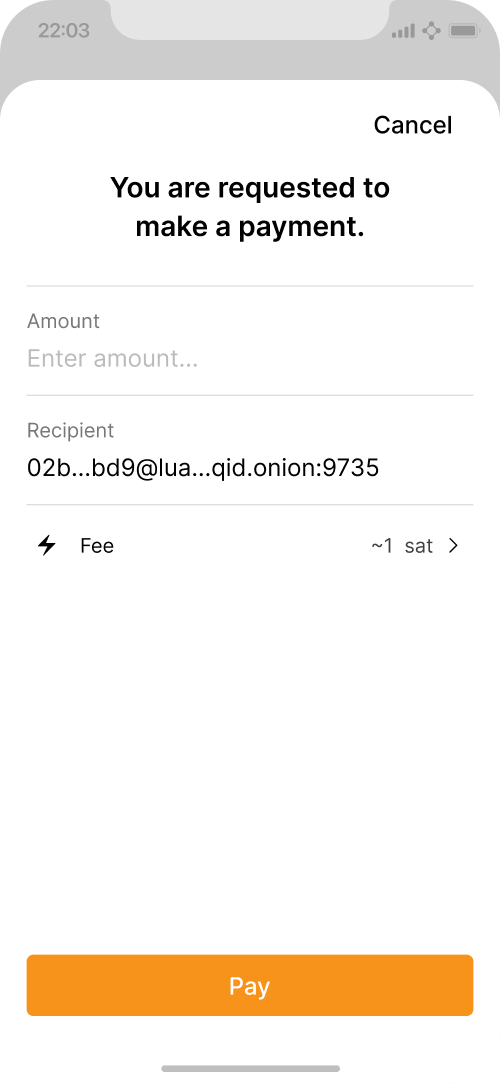 22:03
Cancel
You are requested to
make a payment.
Amount
Enter amount...
Recipient
02b...bd9@lua...qid.onion:9735
Fee ~1 sat
Pay